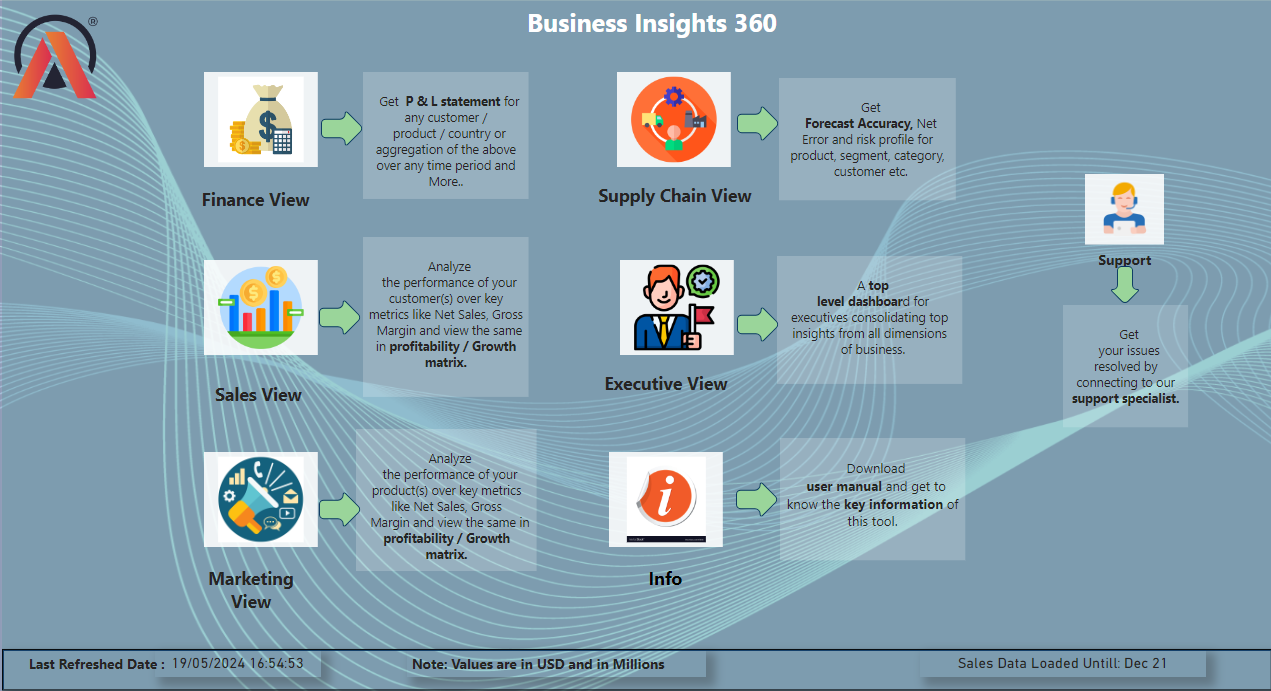 Business Insights 360
®
Get P & L statement for
any customer /
product / country or
aggregation of the above
over any time period and
More..
Finance View
Get
Forecast Accuracy, Net
Error and risk profile for
product, segment, category,
customer etc.
Supply Chain View
Analyze
the performance of your
customer(s) over key
metrics like Net Sales, Gross
Margin and view the same
in profitability / Growth
matrix.
Sales View
A top
level dashboard for
executives consolidating top
insights from all dimensions
of business.
Executive View
Support
Get
your issues
resolved by
connecting to our
support specialist.
Analyze
the performance of your
product(s) over key metrics
like Net Sales, Gross
Margin and view the same in
profitability / Growth
matrix.
Marketing
View
Download
user manual and get to
know the key information of
this tool.
Info
Last Refreshed Date : 19/05/2024 16:54:53
Note: Values are in USD and in Millions
Sales Data Loaded Untill: Dec 21